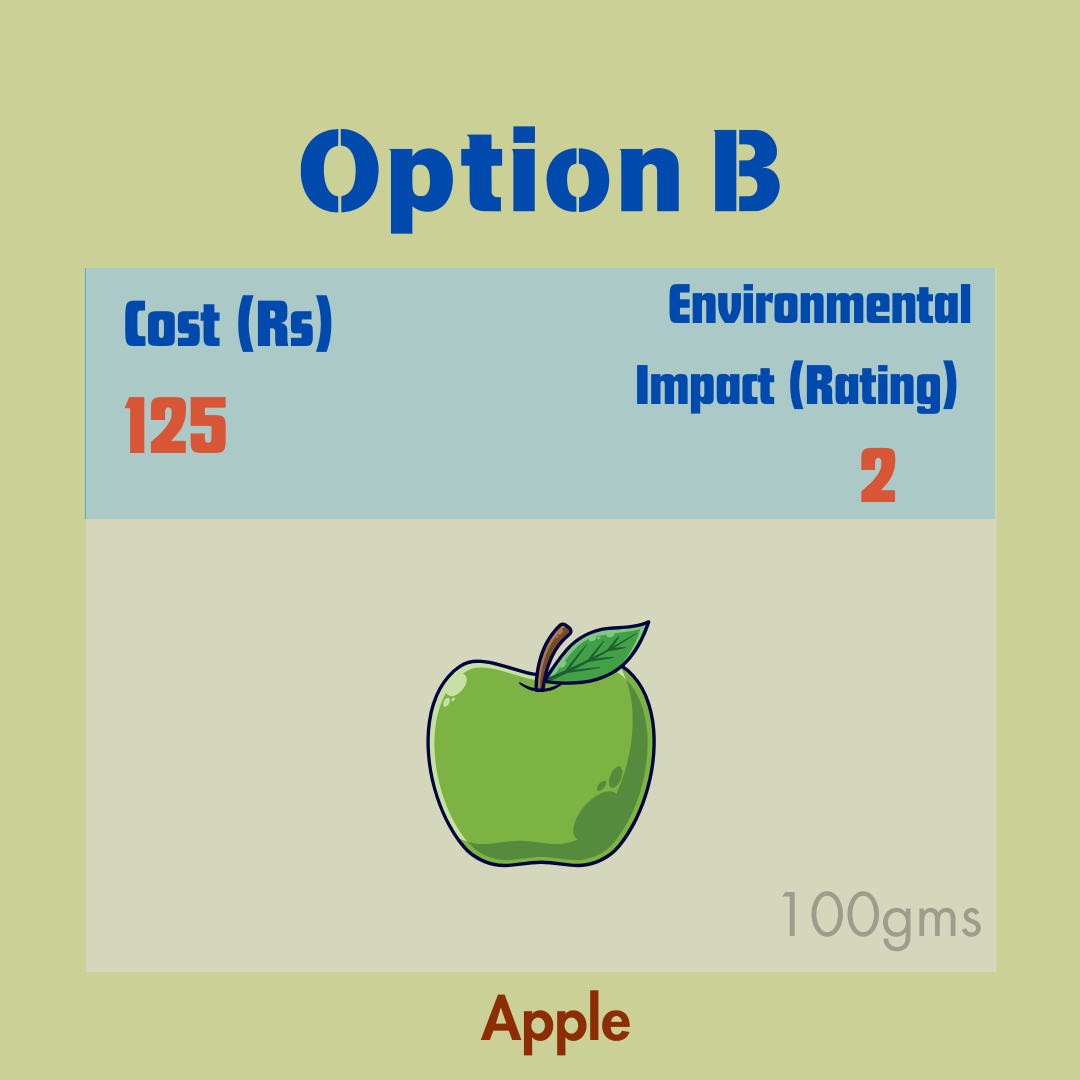 Option B
Cost (Rs)
125
Environmental
Impact (Rating)
2
100gms
Apple